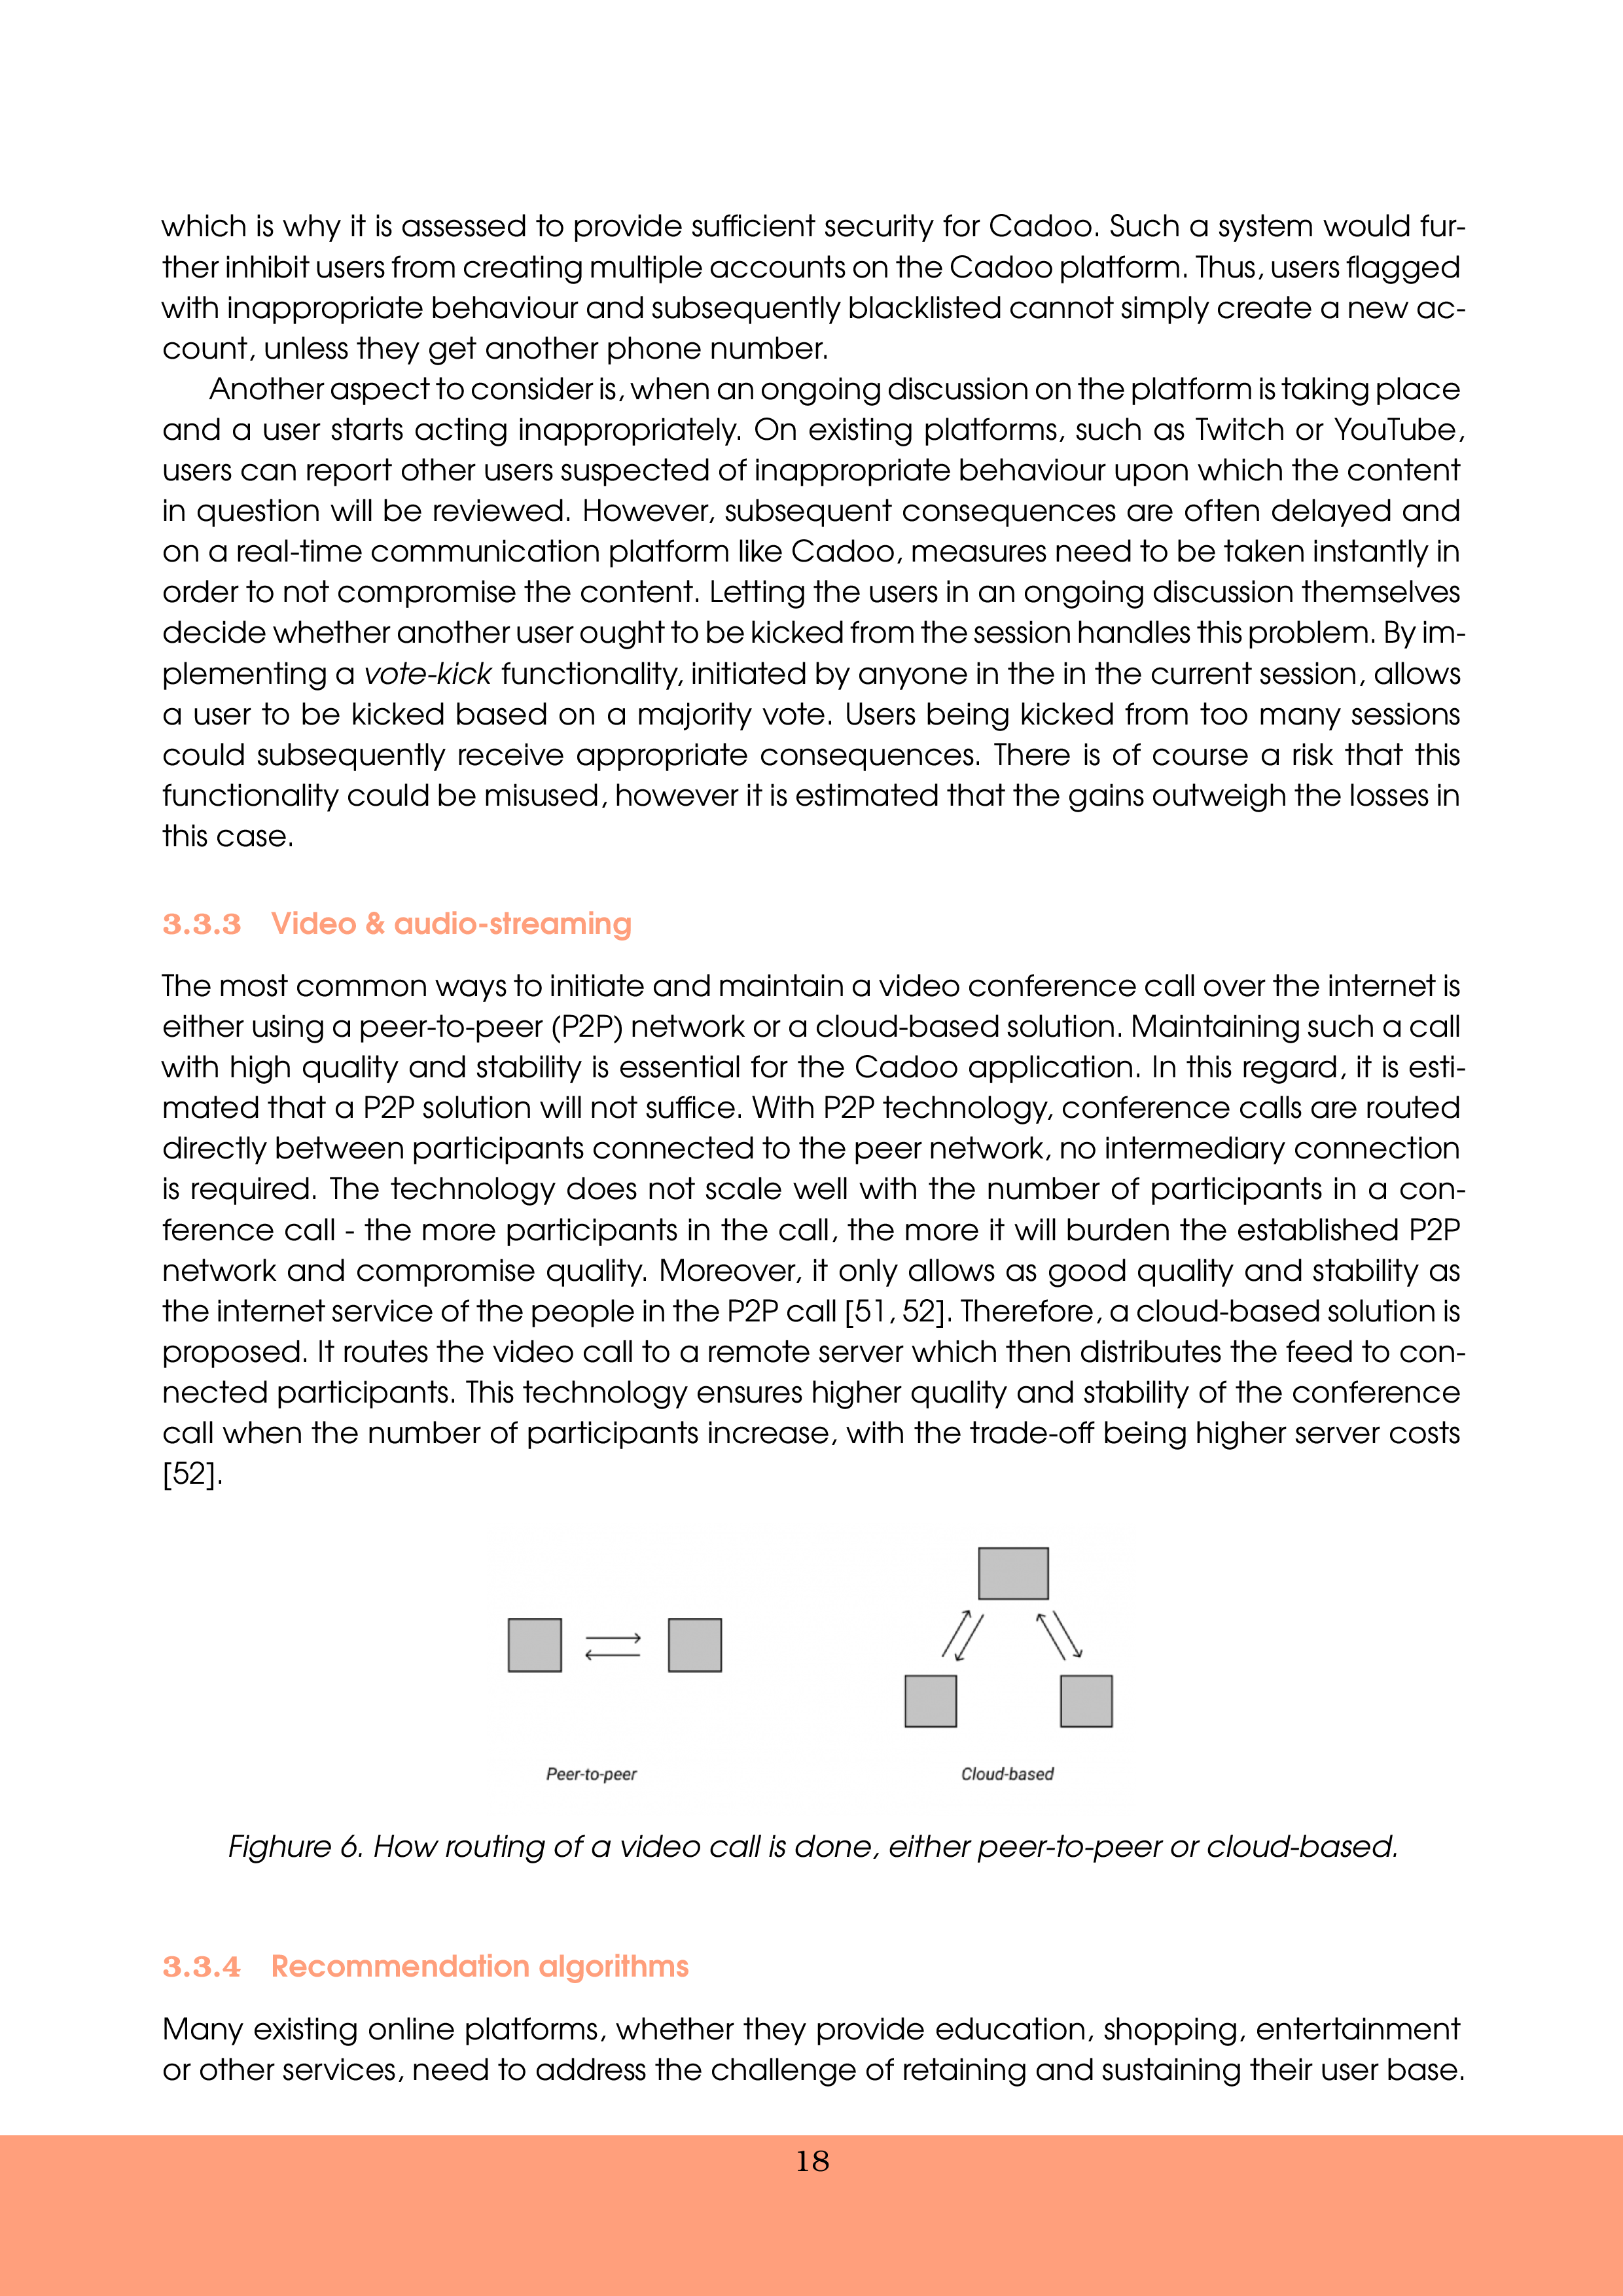 which is why it is assessed to provide sufficient security for Cadoo. Such a system would fur-
ther inhibit users from creating multiple accounts on the Cadoo platform. Thus, users flagged
with inappropriate behaviour and subsequently blacklisted cannot simply create a new ac-
count, unless they get another phone number.
Another aspect to consider is, when an ongoing discussion on the platform is taking place
and a user starts acting inappropriately. On existing platforms, such as Twitch or YouTube,
users can report other users suspected of inappropriate behaviour upon which the content
in question will be reviewed. However, subsequent consequences are often delayed and
on a real-time communication platform like Cadoo, measures need to be taken instantly in
order to not compromise the content. Letting the users in an ongoing discussion themselves
decide whether another user ought to be kicked from the session handles this problem. By im-
plementing a vote-kick functionality, initiated by anyone in the in the current session, allows
a user to be kicked based on a majority vote. Users being kicked from too many sessions
could subsequently receive appropriate consequences. There is of course a risk that this
functionality could be misused, however it is estimated that the gains outweigh the losses in
this case.
3.3.3 Video & audio-streaming
The most common ways to initiate and maintain a video conference call over the internet is
either using a peer-to-peer (P2P) network or a cloud-based solution. Maintaining such a call
with high quality and stability is essential for the Cadoo application. In this regard, it is esti-
mated that a P2P solution will not suffice. With P2P technology, conference calls are routed
directly between participants connected to the peer network, no intermediary connection
is required. The technology does not scale well with the number of participants in a con-
ference call - the more participants in the call, the more it will burden the established P2P
network and compromise quality. Moreover, it only allows as good quality and stability as
the internet service of the people in the P2P call [51, 52]. Therefore, a cloud-based solution is
proposed. It routes the video call to a remote server which then distributes the feed to con-
nected participants. This technology ensures higher quality and stability of the conference
call when the number of participants increase, with the trade-off being higher server costs
[52].
Peer-to-peer
Cloud-based
Fighure 6. How routing of a video call is done, either peer-to-peer or cloud-based.
3.3.4 Recommendation algorithms
Many existing online platforms, whether they provide education, shopping, entertainment
or other services, need to address the challenge of retaining and sustaining their user base.
18